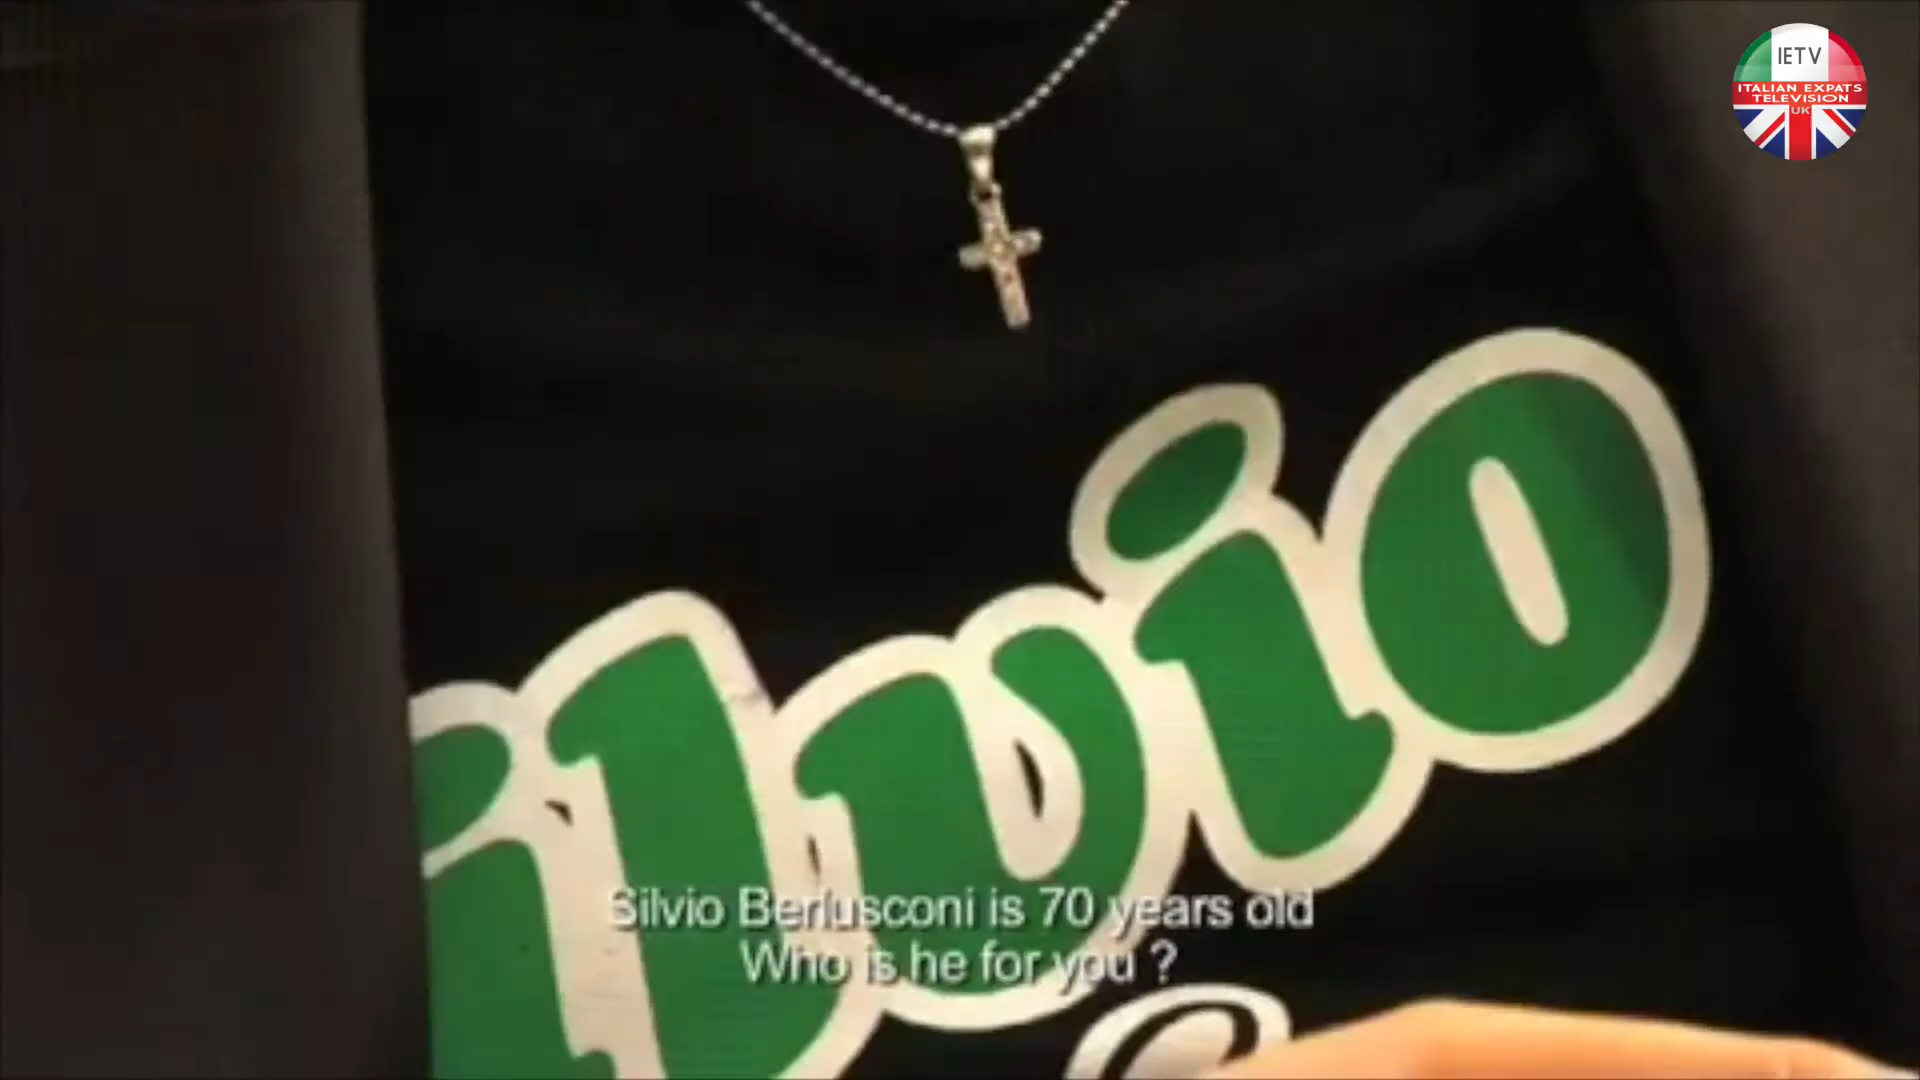 IETV
ITALIAN EXPATS
TELEVISION
UK
ilvio
Silvio Berlusconi is 70 years old
Who is he for you ?